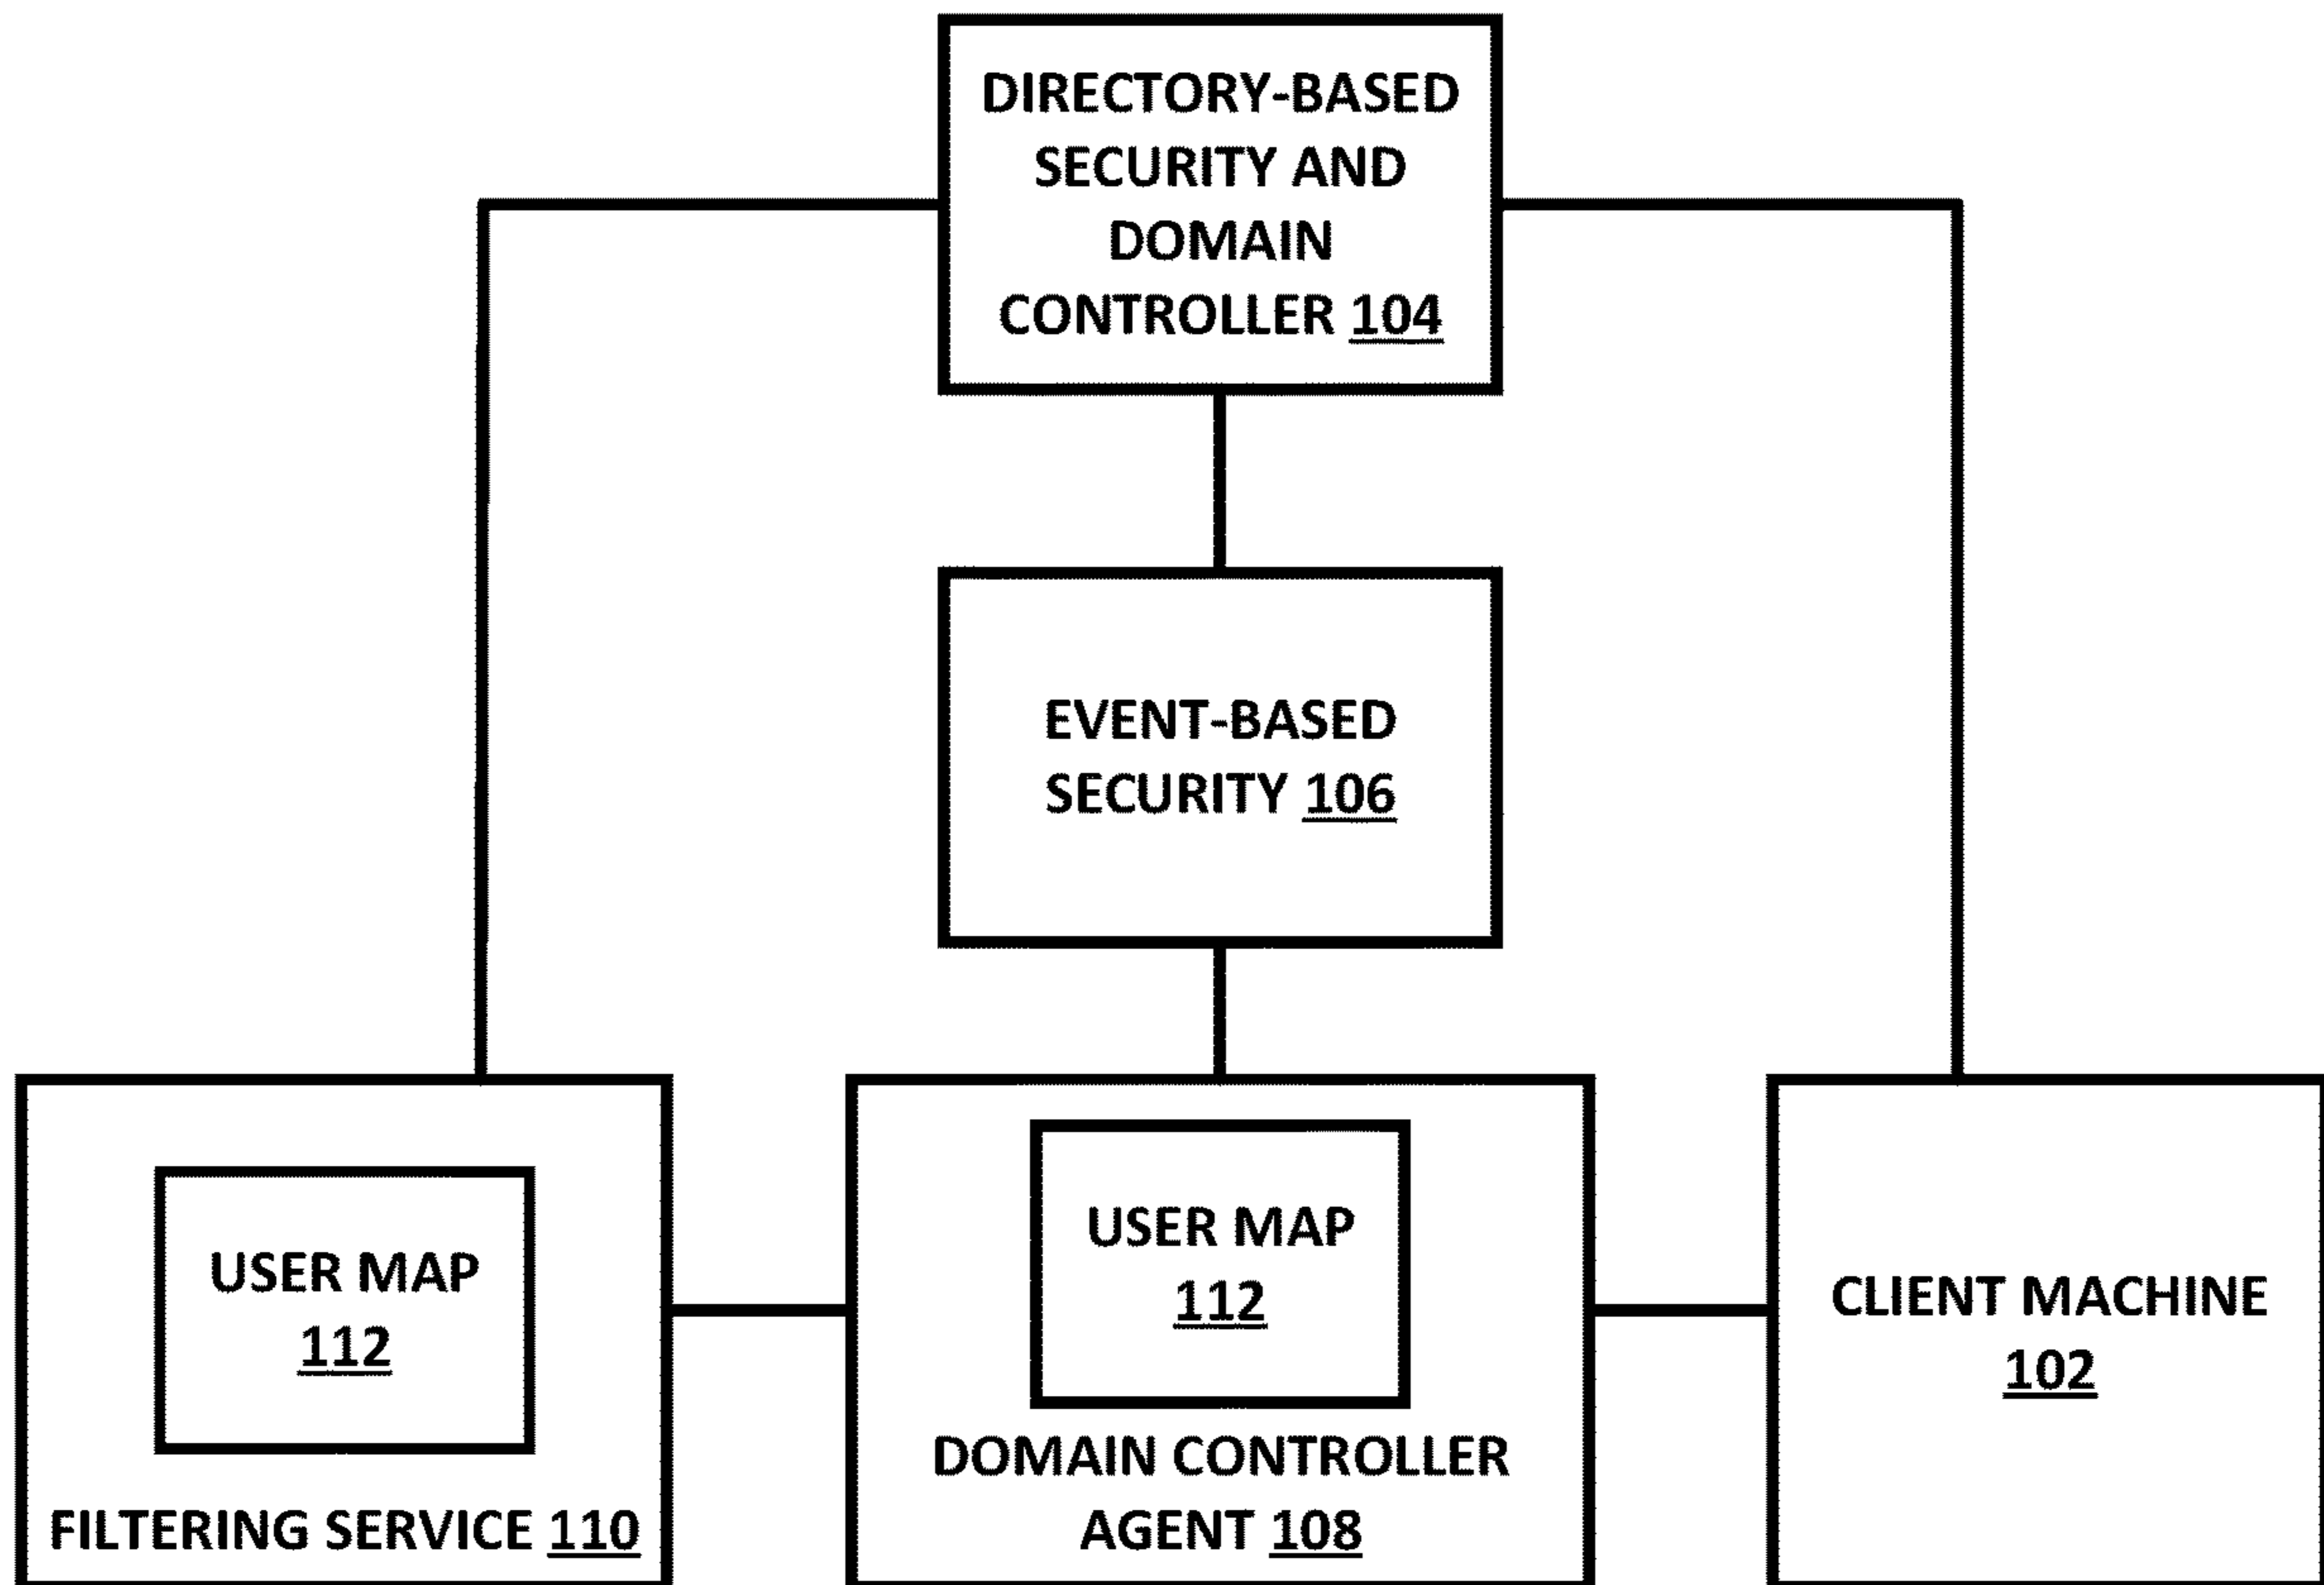 DIRECTORY-BASED
SECURITY AND
DOMAIN
CONTROLLER 104
EVENT-BASED
SECURITY 106
USER MAP
112
FILTERING SERVICE 110
USER MAP
112
DOMAIN CONTROLLER
AGENT 108
CLIENT MACHINE
102